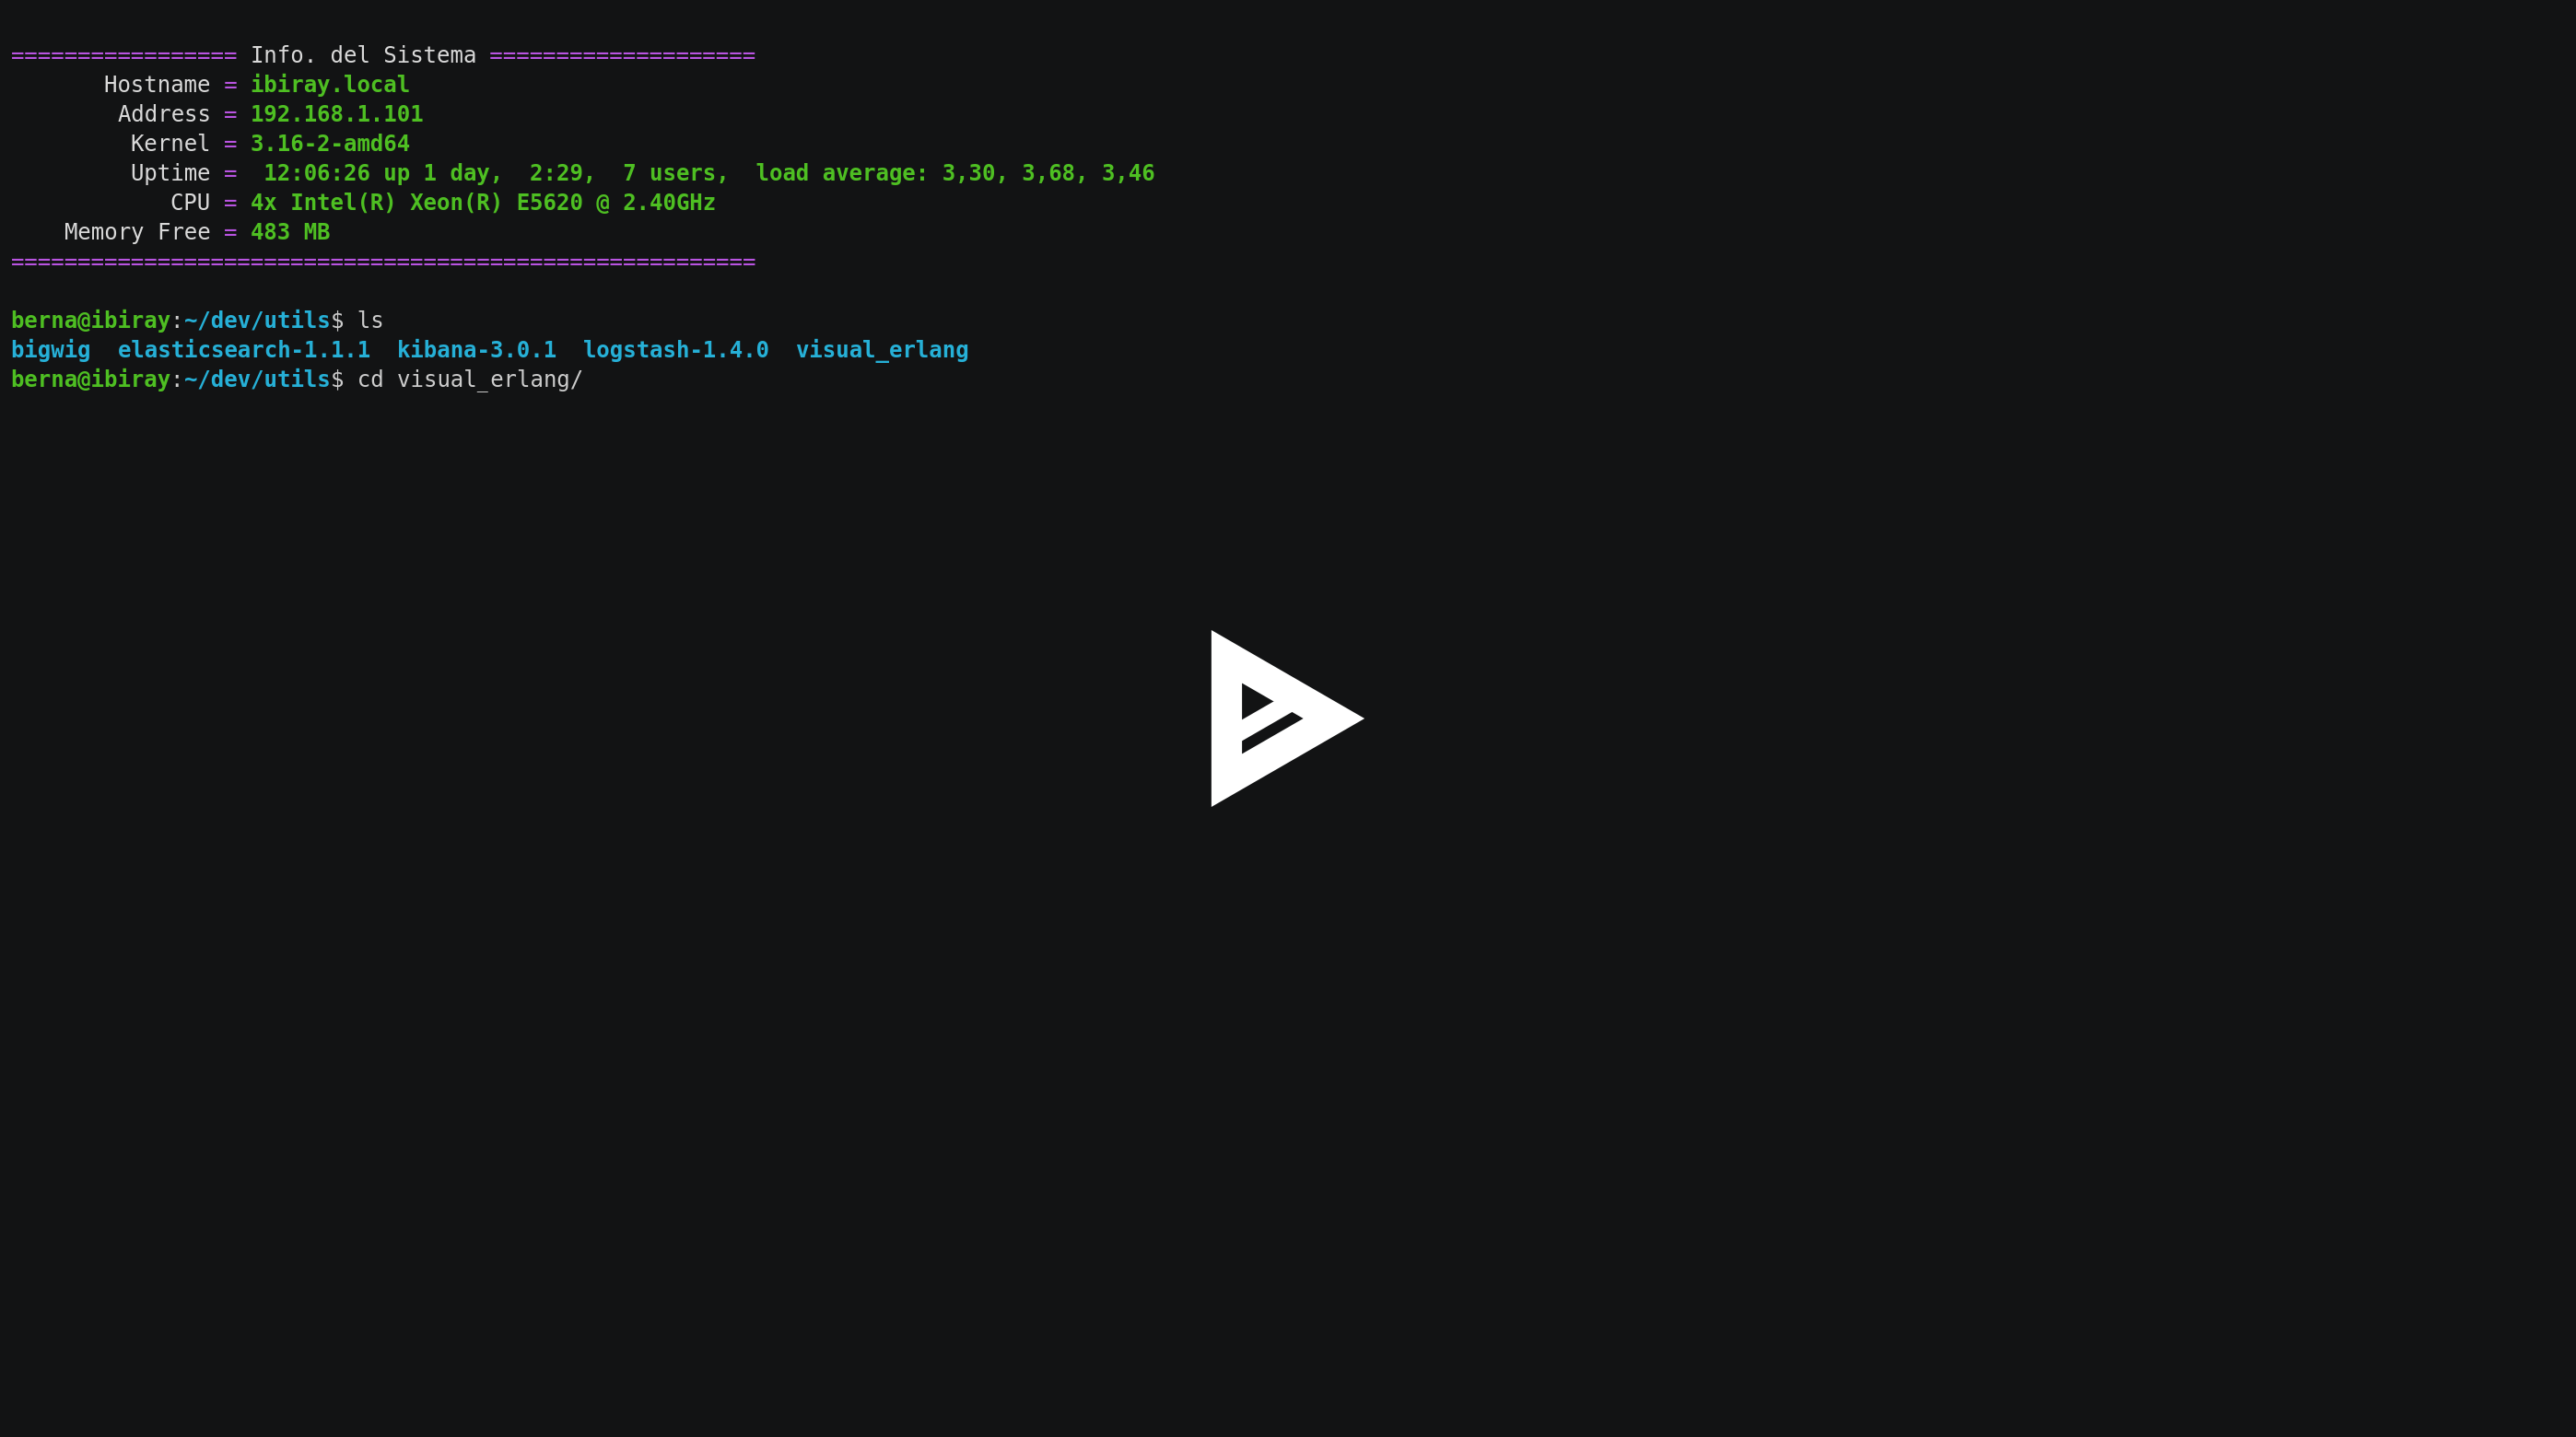 ================= Info. del Sistema ====================
Hostname = ibiray.local
Address = 192.168.1.101
Kernel = 3.16-2-amd64
Uptime =  12:06:26 up 1 day,  2:29,  7 users,  load average: 3,30, 3,68, 3,46
CPU = 4x Intel(R) Xeon(R) E5620 @ 2.40GHz
Memory Free = 483 MB
========================================================
berna@ibiray:~/dev/utils$ ls
bigwig  elasticsearch-1.1.1  kibana-3.0.1  logstash-1.4.0  visual_erlang
berna@ibiray:~/dev/utils$ cd visual_erlang/